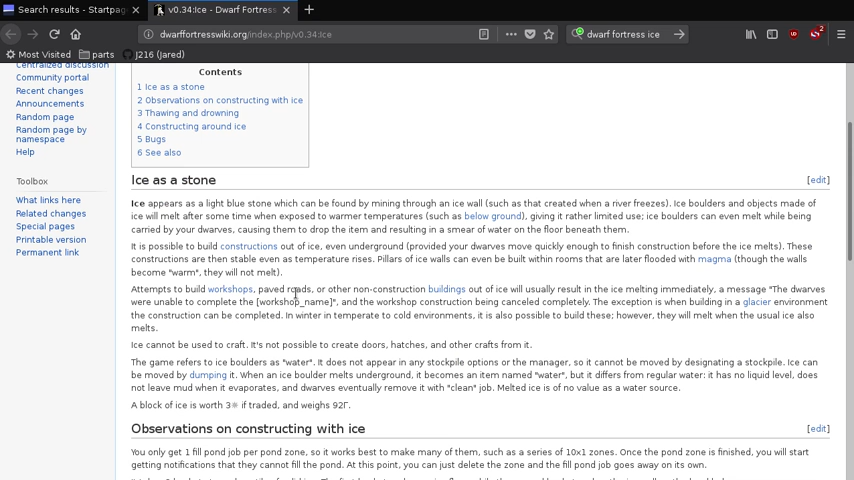 Search results - Startpag
v0.34:Ice - Dwarf Fortress
dwarffortresswiki.org/index.php/v0.34:Ice
dwarf fortress ice
2
Most Visited
parts
J216 (Jared)
Centralized discussion
Community portal
Recent changes
Announcements
Random page
Random page by
namespace
Help
Toolbox
What links here
Related changes
Special pages
Printable version
Permanent link
Contents
1 Ice as a stone
2 Observations on constructing with ice
3 Thawing and drowning
4 Constructing around ice
5 Bugs
6 See also
Ice as a stone
[edit]
Ice appears as a light blue stone which can be found by mining through an ice wall (such as that created when a river freezes). Ice boulders and objects made of
ice will melt after some time when exposed to warmer temperatures (such as below ground), giving it rather limited use; ice boulders can even melt while being
carried by your dwarves, causing them to drop the item and resulting in a smear of water on the floor beneath them.
It is possible to build constructions out of ice, even underground (provided your dwarves move quickly enough to finish construction before the ice melts). These
constructions are then stable even as temperature rises. Pillars of ice walls can even be built within rooms that are later flooded with magma (though the walls
become "warm", they will not melt).
Attempts to build workshops, paved roads, or other non-construction buildings out of ice will usually result in the ice melting immediately, a message "The dwarves
were unable to complete the [workshop_name]", and the workshop construction being canceled completely. The exception is when building in a glacier environment
the construction can be completed. In winter in temperate to cold environments, it is also possible to build these; however, they will melt when the usual ice also
melts.
Ice cannot be used to craft. It's not possible to create doors, hatches, and other crafts from it.
The game refers to ice boulders as "water". It does not appear in any stockpile options or the manager, so it cannot be moved by designating a stockpile. Ice can
be moved by dumping it. When an ice boulder melts underground, it becomes an item named "water", but it differs from regular water: it has no liquid level, does
not leave mud when it evaporates, and dwarves eventually remove it with "clean" job. Melted ice is of no value as a water source.
A block of ice is worth 3☼ if traded, and weighs 92Γ.
Observations on constructing with ice
[edit]
You only get 1 fill pond job per pond zone, so it works best to make many of them, such as a series of 10x1 zones. Once the pond zone is finished, you will start
getting notifications that they cannot fill the pond. At this point, you can just delete the zone and the fill pond job goes away on its own.